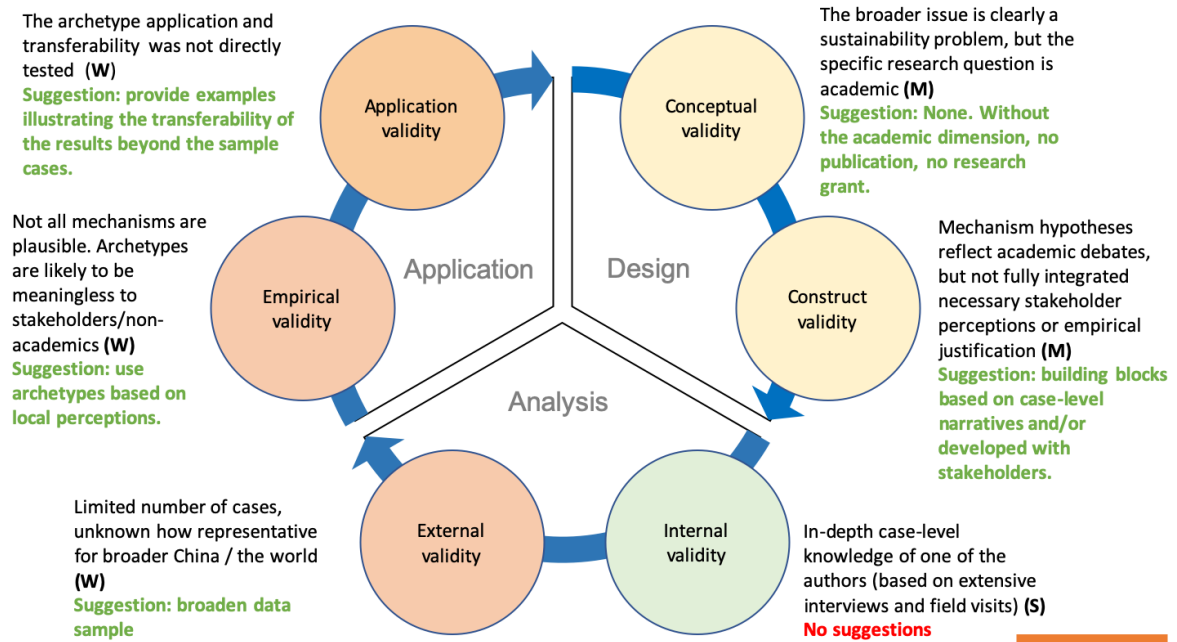 The archetype application and
transferability was not directly
tested (W)
Suggestion: provide examples
illustrating the transferability of
the results beyond the sample
cases.
Application
validity
Conceptual
validity
The broader issue is clearly a
sustainability problem, but the
specific research question is
academic (M)
Suggestion: None. Without
the academic dimension, no
publication, no research
grant.
Not all mechanisms are
plausible. Archetypes
are likely to be
meaningless to
stakeholders/non-
academics (W)
Suggestion: use
archetypes based on
local perceptions.
Empirical
validity
Application
Design
Construct
validity
Mechanism hypotheses
reflect academic debates,
but not fully integrated
necessary stakeholder
perceptions or empirical
justification (M)
Suggestion: building blocks
based on case-level
narratives and/or
developed with
stakeholders.
Analysis
Limited number of cases,
unknown how representative
for broader China / the world
(W)
Suggestion: broaden data
sample
External
validity
Internal
validity
In-depth case-level
knowledge of one of the
authors (based on extensive
interviews and field visits) (S)
No suggestions